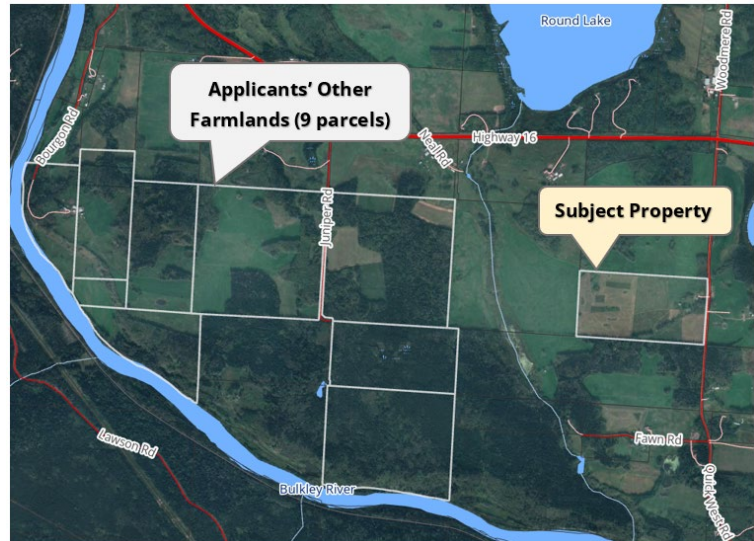 Round Lake
Woodmere Rd
Applicants’ Other
Farmlands (9 parcels)
Bourgon Rd
Neal Rd
Highway 16
Juniper Rd
Subject Property
Lawson Rd
Fawn Rd
Quick West Rd
Bulkley River